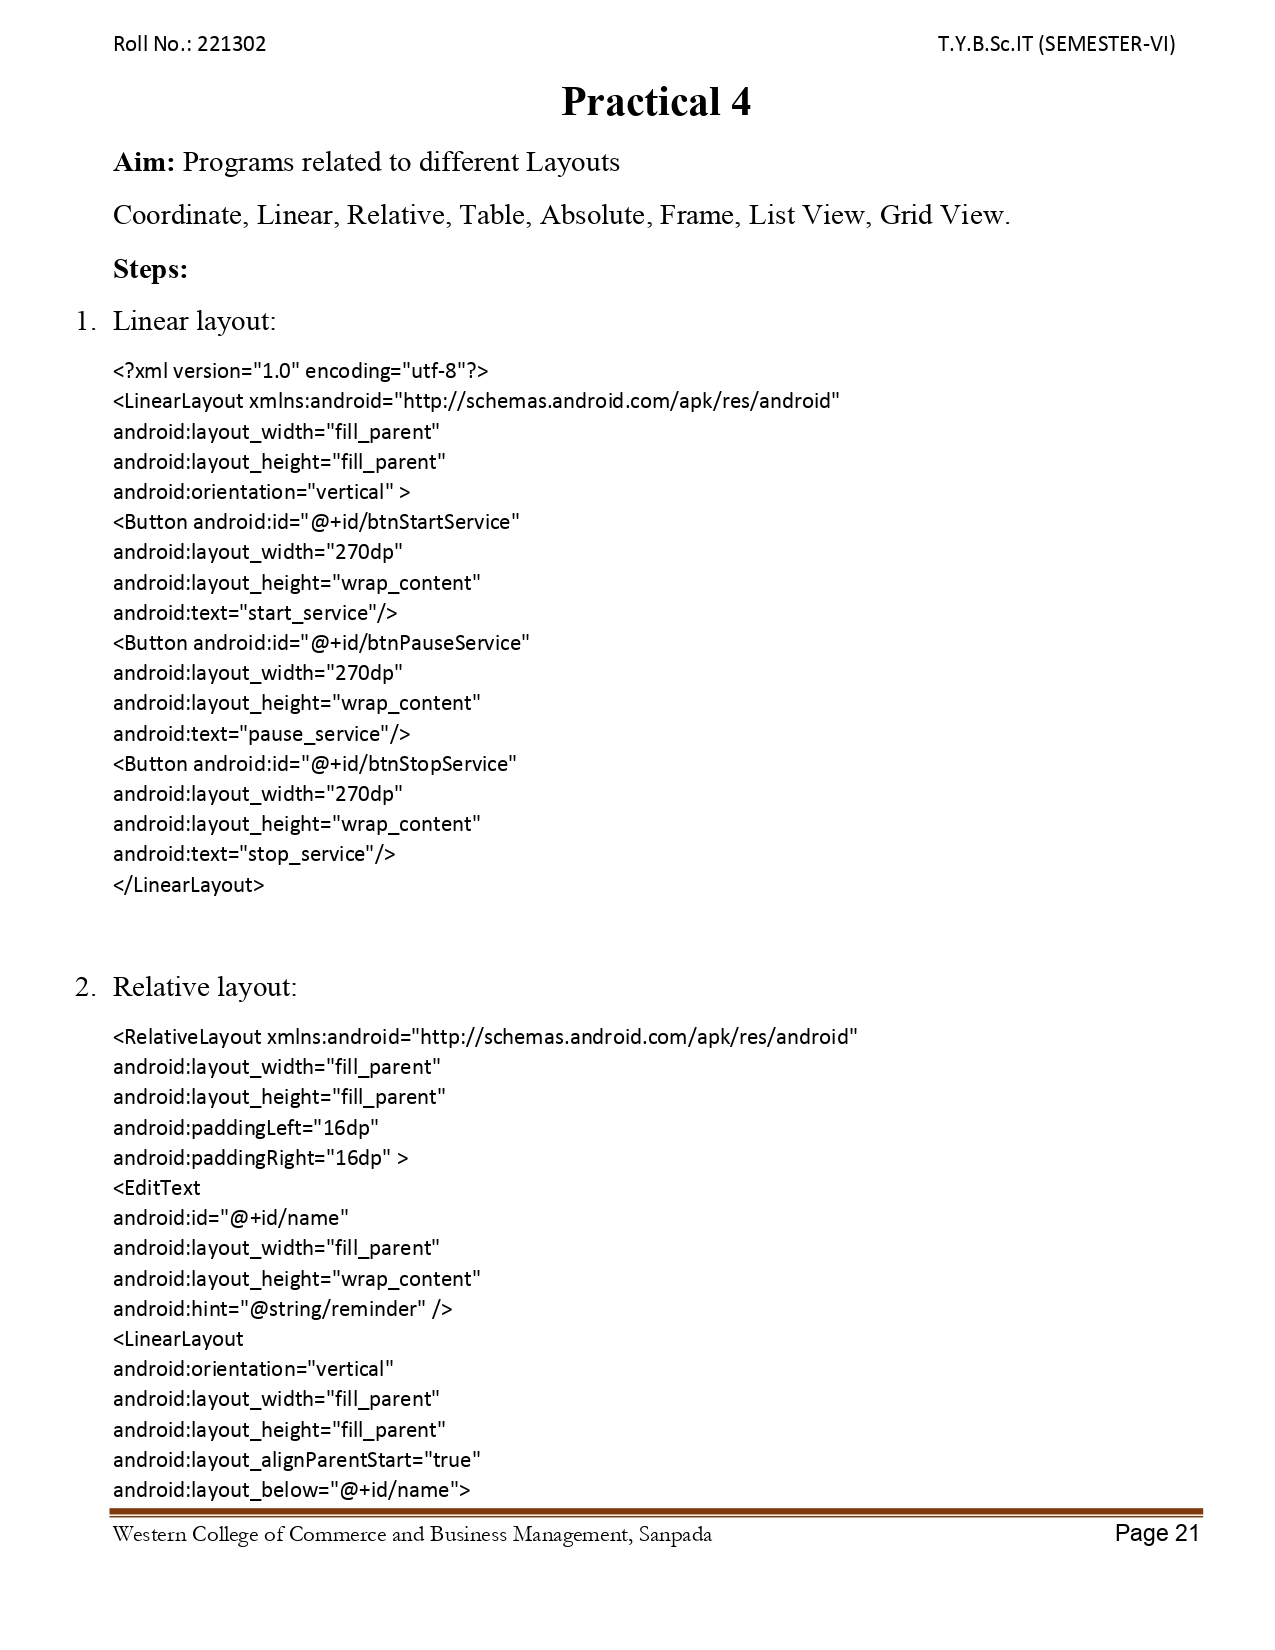 Roll No.: 221302 T.Y.B.Sc.IT (SEMESTER-VI)
Practical 4
Aim: Programs related to different Layouts
Coordinate, Linear, Relative, Table, Absolute, Frame, List View, Grid View.
Steps:
1. Linear layout:
<?xml version="1.0" encoding="utf-8"?>
<LinearLayout xmlns:android="http://schemas.android.com/apk/res/android"
android:layout_width="fill_parent"
android:layout_height="fill_parent"
android:orientation="vertical" >
<Button android:id="@+id/btnStartService"
android:layout_width="270dp"
android:layout_height="wrap_content"
android:text="start_service"/>
<Button android:id="@+id/btnPauseService"
android:layout_width="270dp"
android:layout_height="wrap_content"
android:text="pause_service"/>
<Button android:id="@+id/btnStopService"
android:layout_width="270dp"
android:layout_height="wrap_content"
android:text="stop_service"/>
</LinearLayout>
2. Relative layout:
<RelativeLayout xmlns:android="http://schemas.android.com/apk/res/android"
android:layout_width="fill_parent"
android:layout_height="fill_parent"
android:paddingLeft="16dp"
android:paddingRight="16dp" >
<EditText
android:id="@+id/name"
android:layout_width="fill_parent"
android:layout_height="wrap_content"
android:hint="@string/reminder" />
<LinearLayout
android:orientation="vertical"
android:layout_width="fill_parent"
android:layout_height="fill_parent"
android:layout_alignParentStart="true"
android:layout_below="@+id/name">
Western College of Commerce and Business Management, Sanpada Page 21